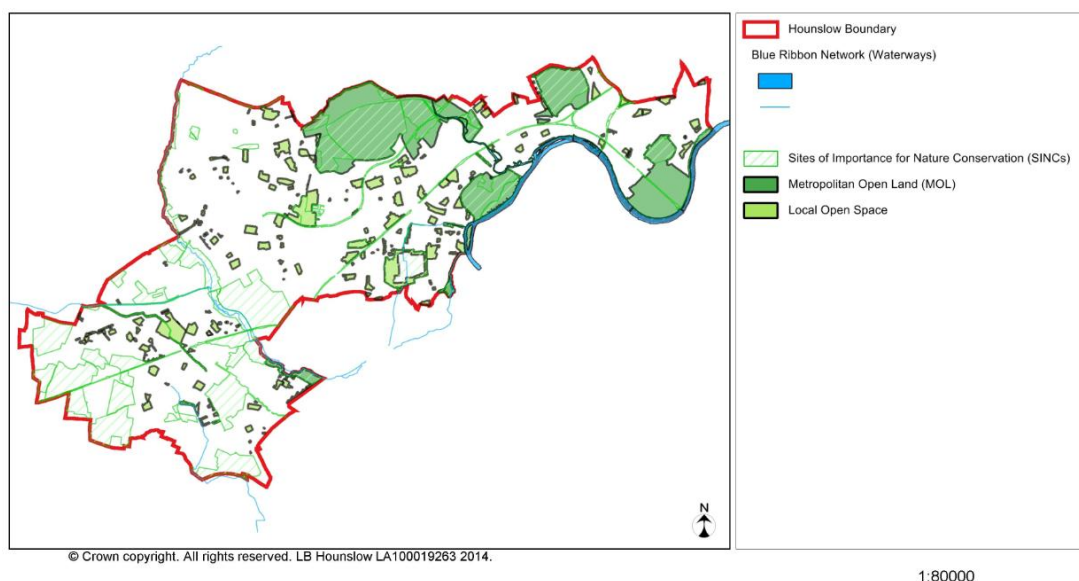 Hounslow Boundary
Blue Ribbon Network (Waterways)
Sites of Importance for Nature Conservation (SINCs)
Metropolitan Open Land (MOL)
Local Open Space
N
© Crown copyright. All rights reserved. LB Hounslow LA100019263 2014.
1:80000